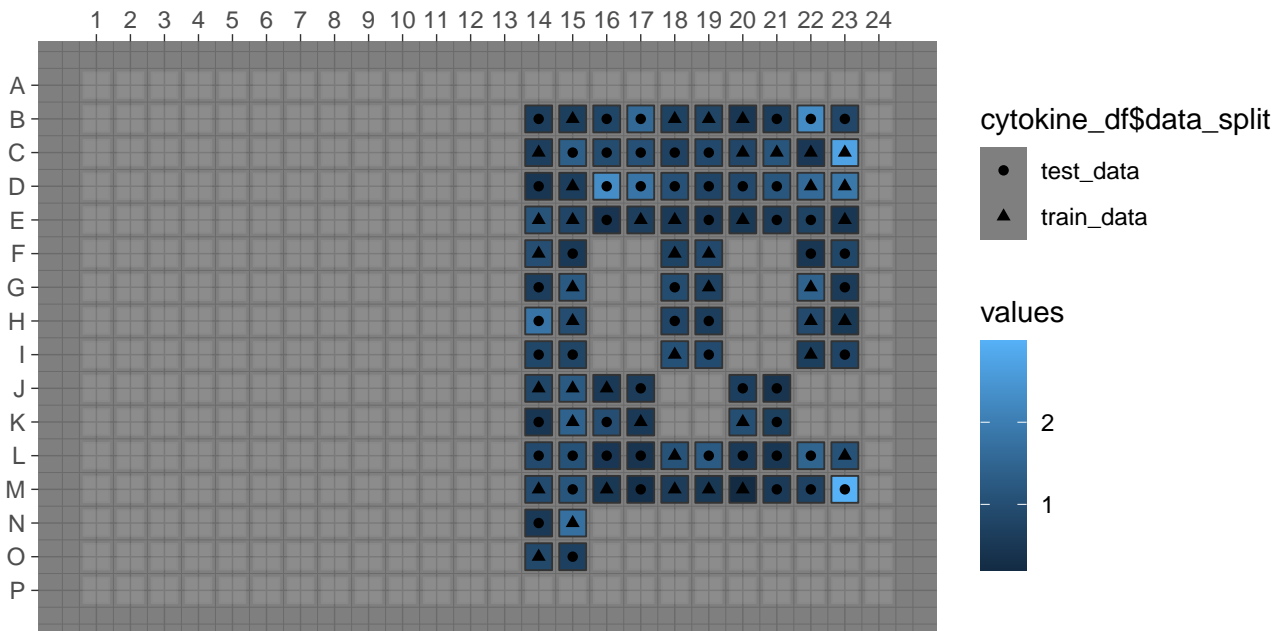 1 2 3 4 5 6 7 8 9 10 11 12 13 14 15 16 17 18 19 20 21 22 23 24
A
B
C
D
E
F
G
H
I
J
K
L
M
N
O
P
cytokine_df$data_split
test_data
train_data
values
2
1